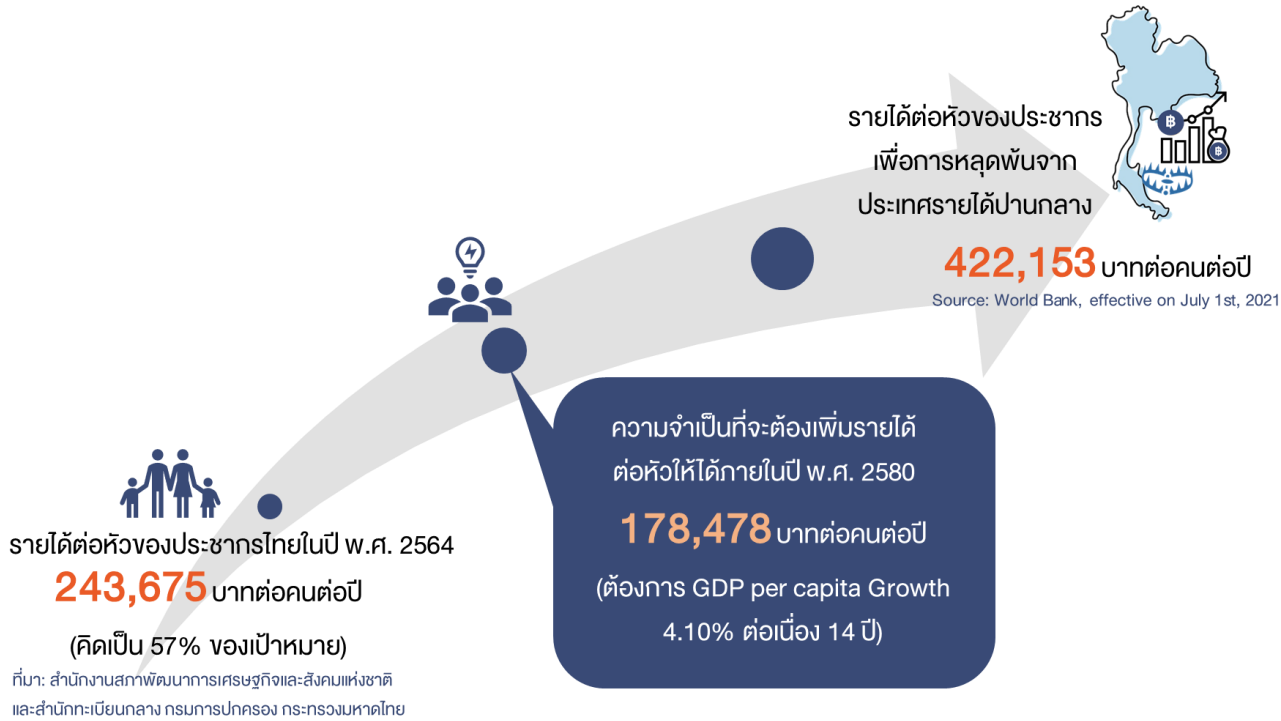 รายได้ต่อหัวของประชากร
เพื่อการหลุดพ้นจาก
ประเทศรายได้ปานกลาง
422,153 บาทต่อคนต่อปี
Source: World Bank, effective on July 1st, 2021
ความจำเป็นที่จะต้องเพิ่มรายได้
ต่อหัวให้ได้ภายในปี พ.ศ. 2580
178,478 บาทต่อคนต่อปี
(ต้องการ GDP per capita Growth
4.10% ต่อเนื่อง 14 ปี)
รายได้ต่อหัวของประชากรไทยในปี พ.ศ. 2564
243,675 บาทต่อคนต่อปี
(คิดเป็น 57% ของเป้าหมาย)
ที่มา: สำนักงานสภาพัฒนาการเศรษฐกิจและสังคมแห่งชาติ
และสำนักทะเบียนกลาง กรมการปกครอง กระทรวงมหาดไทย